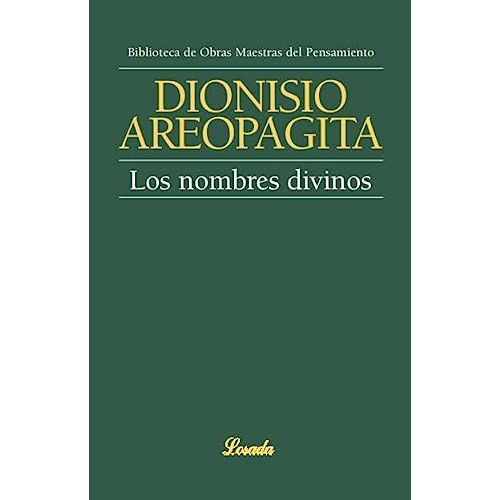 Biblioteca de Obras Maestras del Pensamiento
DIONISIO
AREOPAGITA
Los nombres divinos
Losada